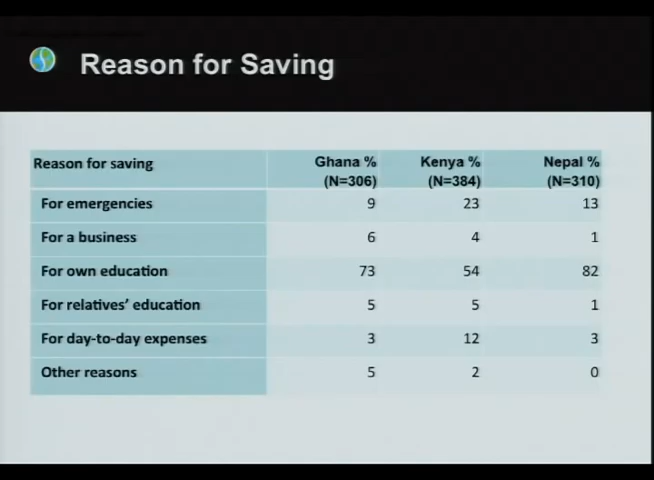 Reason for Saving
Reason for saving Ghana % Kenya % Nepal %
(N=306) (N=384) (N=310)
For emergencies 9 23 13
For a business 6 4 1
For own education 73 54 82
For relatives' education 5 5 1
For day-to-day expenses 3 12 3
Other reasons 5 2 0